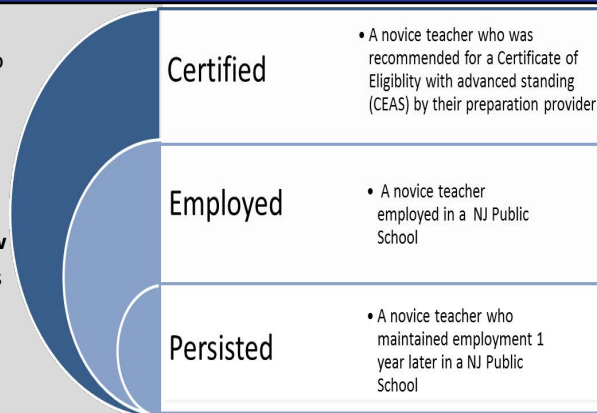 Certified
• A novice teacher who was
recommended for a Certificate of
Eligiblity with advanced standing
(CEAS) by their preparation provider
Employed
• A novice teacher
employed in a NJ Public
School
Persisted
• A novice teacher who
maintained employment 1
year later in a NJ Public
School